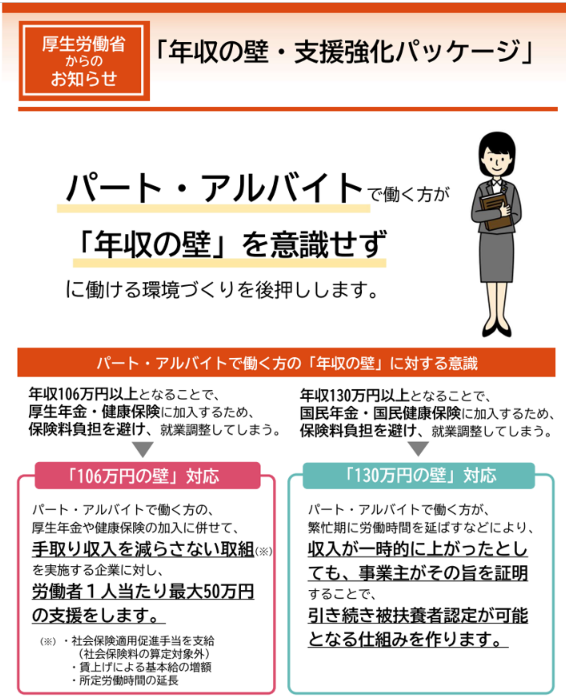 厚生労働省
からの
お知らせ
「年収の壁・支援強化パッケージ」
パート・アルバイトで働く方が
「年収の壁」を意識せず
に働ける環境づくりを後押しします。
パート・アルバイトで働く方の「年収の壁」に対する意識
年収106万円以上となることで、
厚生年金・健康保険に加入するため、
保険料負担を避け、就業調整してしまう。
「106万円の壁」対応
パート・アルバイトで働く方の、
厚生年金や健康保険の加入に併せて、
手取り収入を減らさない取組(※)
を実施する企業に対し、
労働者１人当たり最大50万円
の支援をします。
(※) ・社会保険適用促進手当を支給
（社会保険料の算定対象外）
・賃上げによる基本給の増額
・所定労働時間の延長
年収130万円以上となることで、
国民年金・国民健康保険に加入するため、
保険料負担を避け、就業調整してしまう。
「130万円の壁」対応
パート・アルバイトで働く方が、
繁忙期に労働時間を延ばすなどにより、
収入が一時的に上がったとし
ても、事業主がその旨を証明
することで、
引き続き被扶養者認定が可能
となる仕組みを作ります。